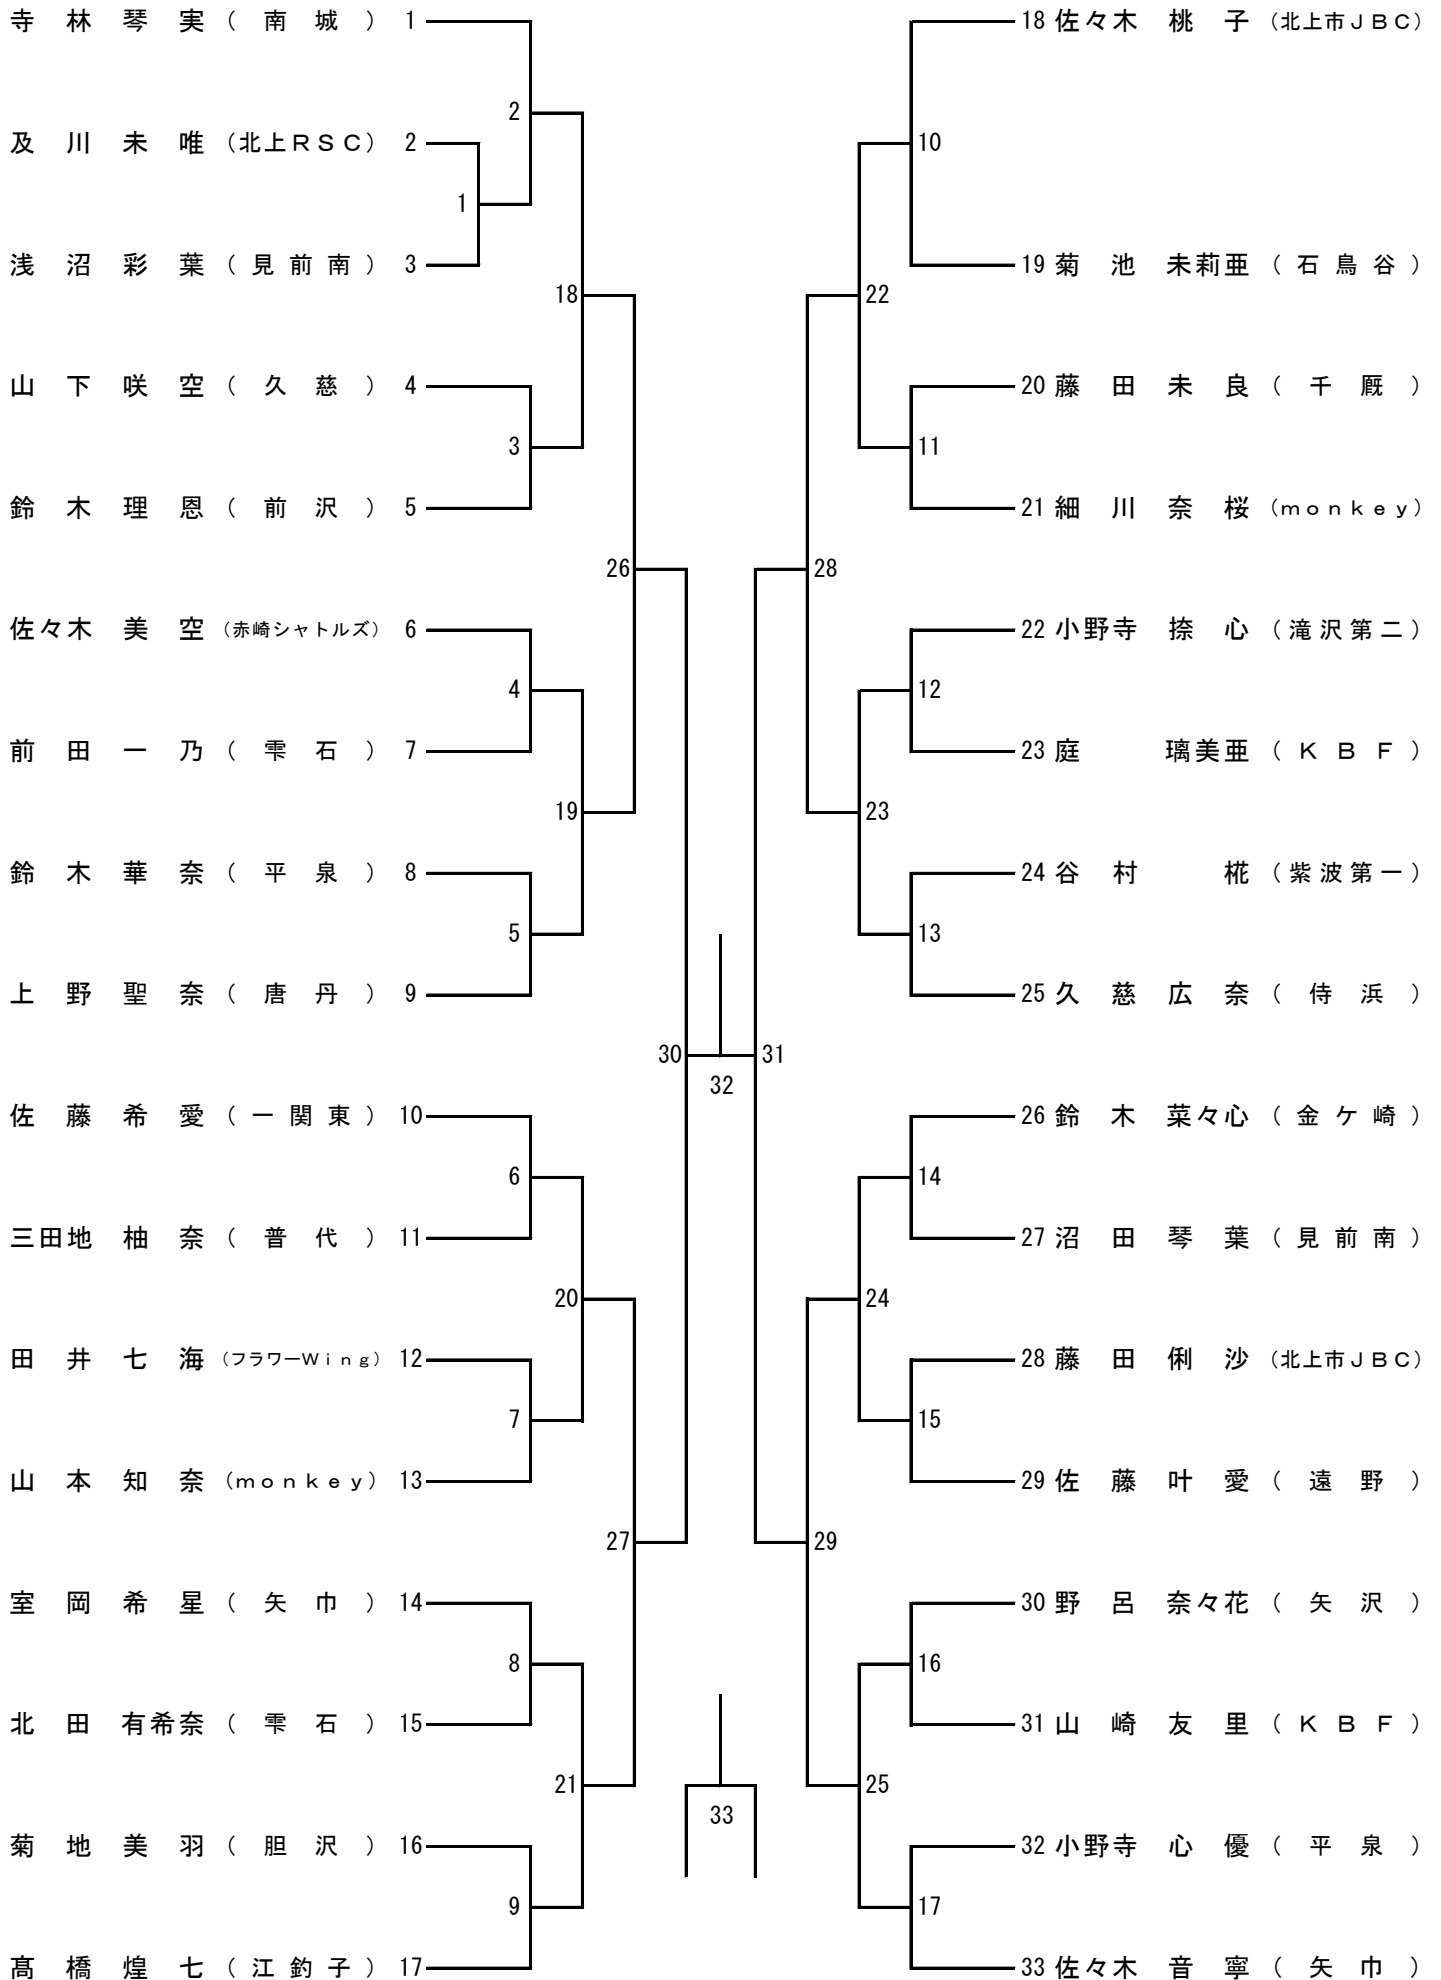 寺林琴実（南城）1
及川未唯（北上ＲＳＣ）2
浅沼彩葉（見前南）3
山下咲空（久慈）4
鈴木理恩（前沢）5
佐々木美空（赤崎シャトルズ）6
前田一乃（雫石）7
鈴木華奈（平泉）8
上野聖奈（唐丹）9
佐藤希愛（一関東）10
三田地柚奈（普代）11
田井七海（フラワーＷｉｎｇ）12
山本知奈（ｍｏｎｋｅｙ）13
室岡希星（矢巾）14
北田有希奈（雫石）15
菊地美羽（胆沢）16
髙橋煌七（江釣子）17
1
2
3
4
5
6
7
8
9
18
19
20
21
26
27
30
32
33
31
28
29
22
23
24
25
10
11
12
13
14
15
16
17
18 佐々木桃子（北上市ＪＢＣ）
19 菊池未莉亜（石鳥谷）
20 藤田未良（千厩）
21 細川奈桜（ｍｏｎｋｅｙ）
22 小野寺捺心（滝沢第二）
23 庭璃美亜（ＫＢＦ）
24 谷村椛（紫波第一）
25 久慈広奈（侍浜）
26 鈴木菜々心（金ケ崎）
27 沼田琴葉（見前南）
28 藤田俐沙（北上市ＪＢＣ）
29 佐藤叶愛（遠野）
30 野呂奈々花（矢沢）
31 山崎友里（ＫＢＦ）
32 小野寺心優（平泉）
33 佐々木音寧（矢巾）